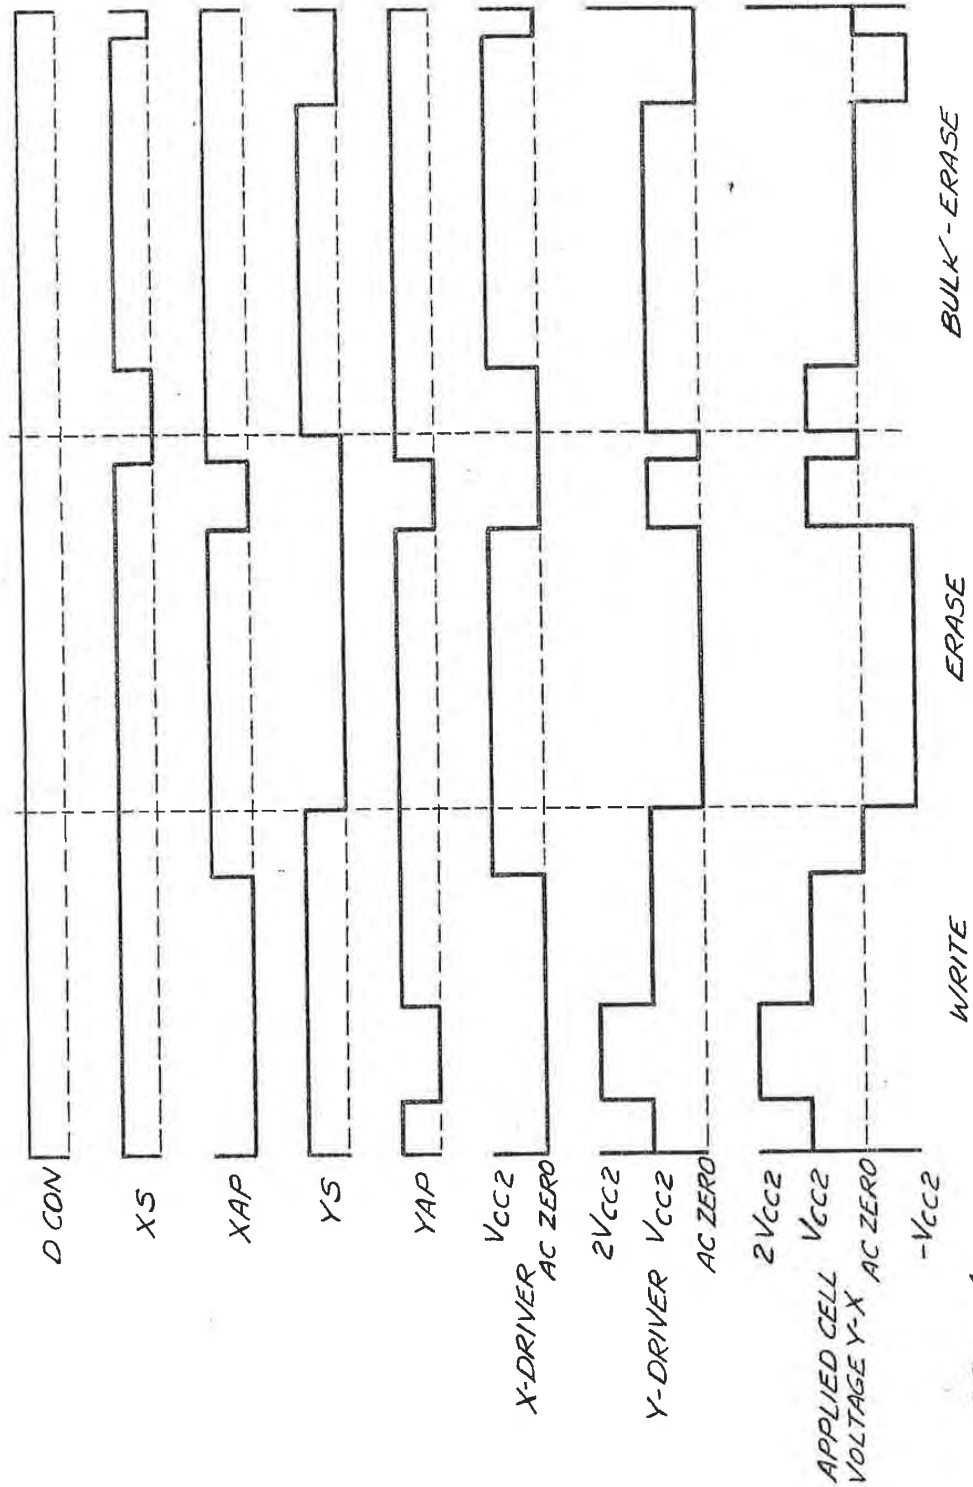 D CON
XS
XAP
YS
YAP
VCC2
X-DRIVER
AC ZERO
2VCC2
Y-DRIVER VCC2
AC ZERO
2VCC2
VCC2
APPLIED CELL
VOLTAGE Y-X
AC ZERO
-VCC2
WRITE
ERASE
BULK-ERASE